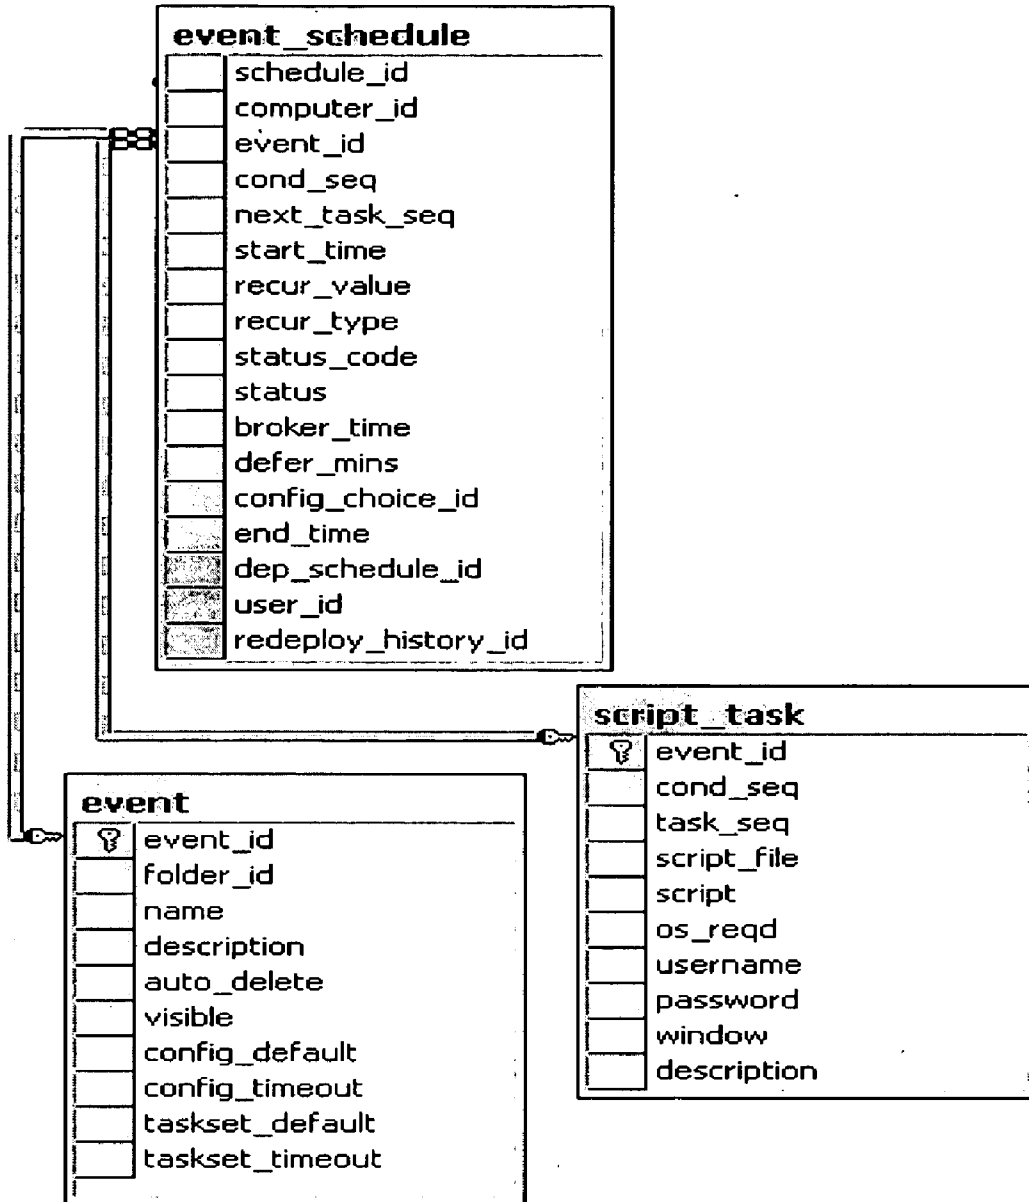 event_schedule
schedule_id
computer_id
event_id
cond_seq
next_task_seq
start_time
recur_value
recur_type
status_code
status
broker_time
defer_mins
config_choice_id
end_time
dep_schedule_id
user_id
redeploy_history_id
script_task
event_id
cond_seq
task_seq
script_file
script
os_reqd
username
password
window
description
event
event_id
folder_id
name
description
auto_delete
visible
config_default
config_timeout
taskset_default
taskset_timeout